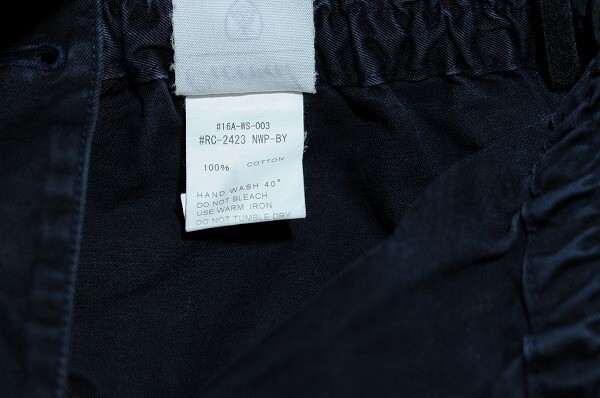 #16A-WS-003
#RC-2423 NWP-BY
100% COTTON
HAND WASH 40°
DO NOT BLEACH
USE WARM IRON
DO NOT TUMBLE DRY